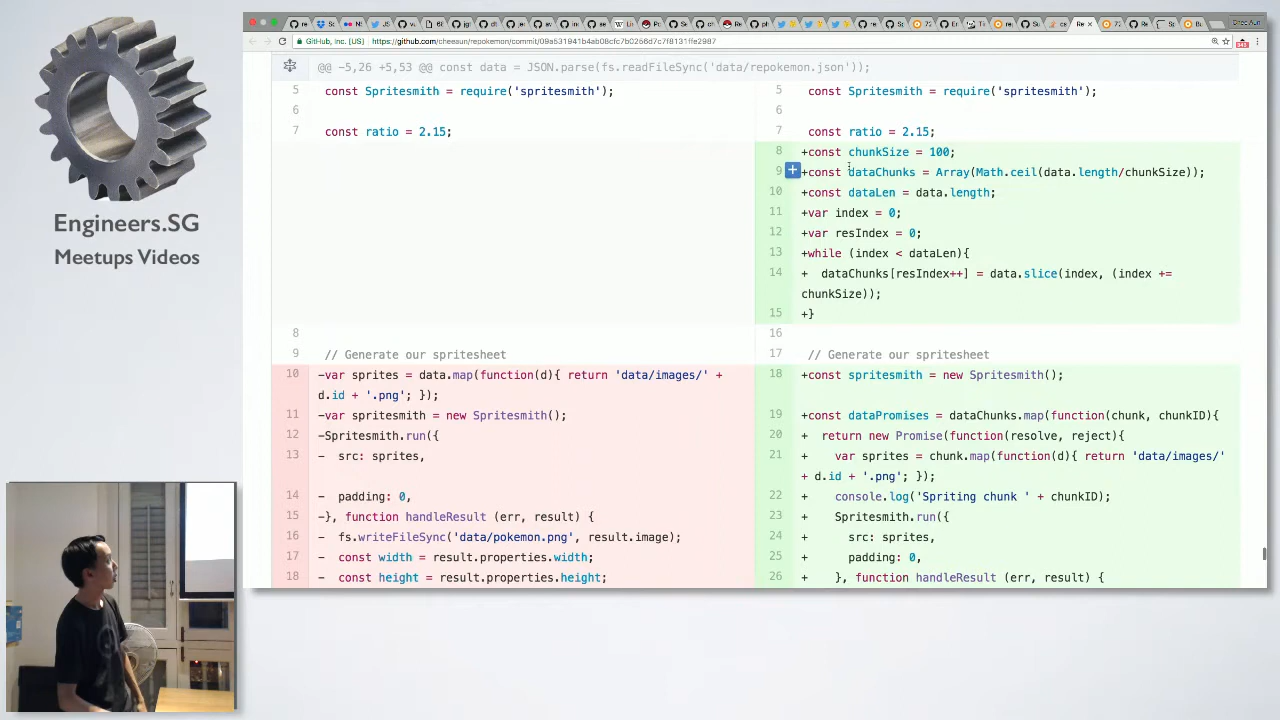 Engineers.SG
Meetups Videos
GitHub, Inc. [US] https://github.com/cheeaun/repokemon/commit/09a531941b4ab08cfc7b0256d7c7f8131ffe2987
@@ -5,26 +5,53 @@ const data = JSON.parse(fs.readFileSync('data/repokemon.json'));
5 const Spritesmith = require('spritesmith');
6
7 const ratio = 2.15;
8
9 // Generate our spritesheet
10 -var sprites = data.map(function(d){ return 'data/images/' +
d.id + '.png'; });
11 -var spritesmith = new Spritesmith();
12 -Spritesmith.run({
13 - src: sprites,
14 - padding: 0,
15 -}, function handleResult (err, result) {
16 - fs.writeFileSync('data/pokemon.png', result.image);
17 - const width = result.properties.width;
18 - const height = result.properties.height;
5 const Spritesmith = require('spritesmith');
6
7 const ratio = 2.15;
8 +const chunkSize = 100;
9 +const dataChunks = Array(Math.ceil(data.length/chunkSize));
10 +const dataLen = data.length;
11 +var index = 0;
12 +var resIndex = 0;
13 +while (index < dataLen){
14 + dataChunks[resIndex++] = data.slice(index, (index +=
chunkSize));
15 +}
16
17 // Generate our spritesheet
18 +const spritesmith = new Spritesmith();
19 +const dataPromises = dataChunks.map(function(chunk, chunkID){
20 + return new Promise(function(resolve, reject){
21 + var sprites = chunk.map(function(d){ return 'data/images/'
+ d.id + '.png'; });
22 + console.log('Spriting chunk ' + chunkID);
23 + Spritesmith.run({
24 + src: sprites,
25 + padding: 0,
26 + }, function handleResult (err, result) {